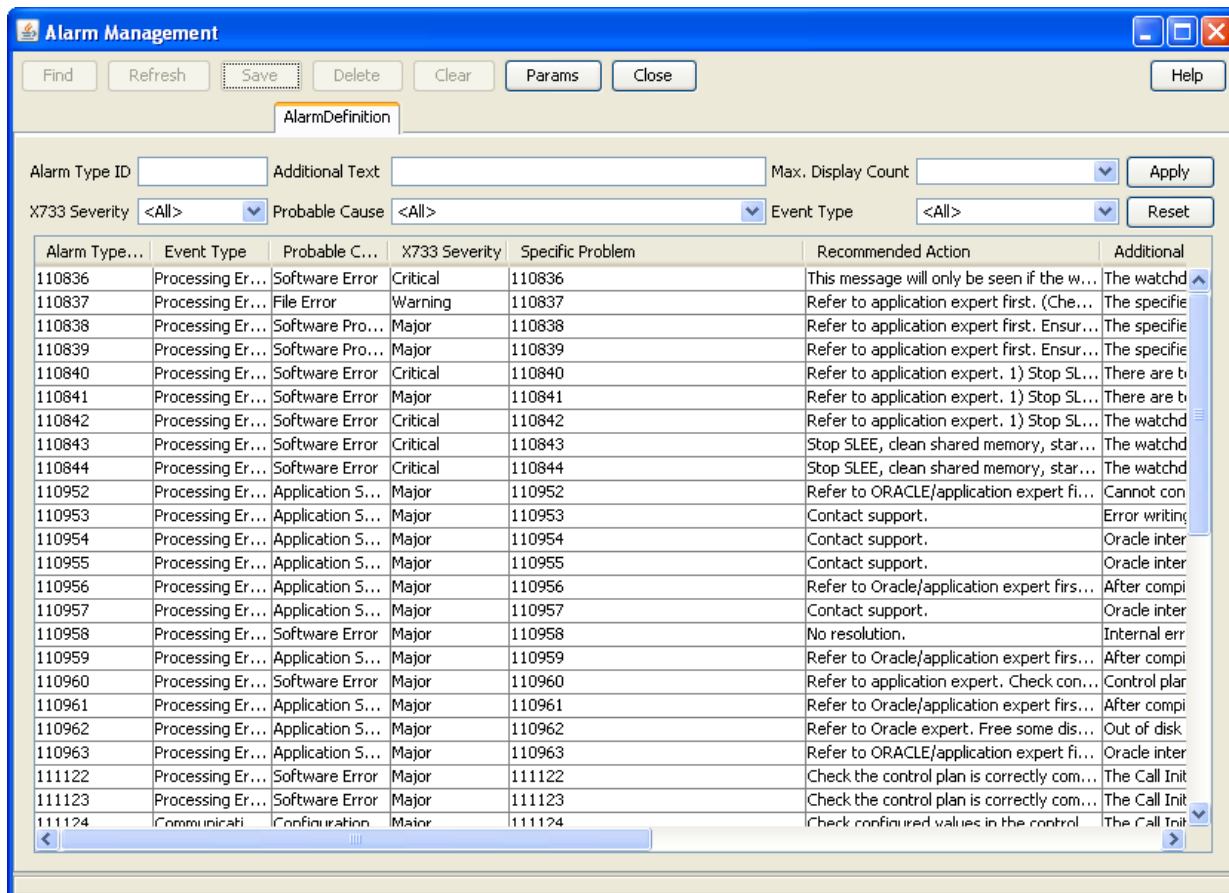 Alarm Management
Find Refresh Save Delete Clear Params Close Help
AlarmDefinition
Alarm Type ID Additional Text Max. Display Count Apply
X733 Severity <All> Probable Cause <All> Event Type <All> Reset
Alarm Type... Event Type Probable C... X733 Severity Specific Problem Recommended Action Additional
110836 Processing Er... Software Error Critical 110836 This message will only be seen if the w... The watchd
110837 Processing Er... File Error Warning 110837 Refer to application expert first. (Che... The specifie
110838 Processing Er... Software Pro... Major 110838 Refer to application expert first. Ensur... The specifie
110839 Processing Er... Software Pro... Major 110839 Refer to application expert first. Ensur... The specifie
110840 Processing Er... Software Error Critical 110840 Refer to application expert. 1) Stop SL... There are t
110841 Processing Er... Software Error Major 110841 Refer to application expert. 1) Stop SL... There are t
110842 Processing Er... Software Error Critical 110842 Refer to application expert. 1) Stop SL... The watchd
110843 Processing Er... Software Error Critical 110843 Stop SLEE, clean shared memory, star... The watchd
110844 Processing Er... Software Error Critical 110844 Stop SLEE, clean shared memory, star... The watchd
110952 Processing Er... Application S... Major 110952 Refer to ORACLE/application expert fi... Cannot con
110953 Processing Er... Application S... Major 110953 Contact support. Error writing
110954 Processing Er... Application S... Major 110954 Contact support. Oracle inter
110955 Processing Er... Application S... Major 110955 Contact support. Oracle inter
110956 Processing Er... Application S... Major 110956 Refer to Oracle/application expert firs... After compi
110957 Processing Er... Application S... Major 110957 Contact support. Oracle inter
110958 Processing Er... Software Error Major 110958 No resolution. Internal err
110959 Processing Er... Application S... Major 110959 Refer to Oracle/application expert firs... After compi
110960 Processing Er... Software Error Major 110960 Refer to application expert. Check con... Control plan
110961 Processing Er... Application S... Major 110961 Refer to Oracle/application expert firs... After compi
110962 Processing Er... Application S... Major 110962 Refer to Oracle expert. Free some dis... Out of disk
110963 Processing Er... Application S... Major 110963 Refer to ORACLE/application expert fi... Oracle inter
111122 Processing Er... Software Error Major 111122 Check the control plan is correctly com... The Call Init
111123 Processing Er... Software Error Major 111123 Check the control plan is correctly com... The Call Init
111124 Communicati... Configuration Major 111124 Check configured values in the control The Call Init